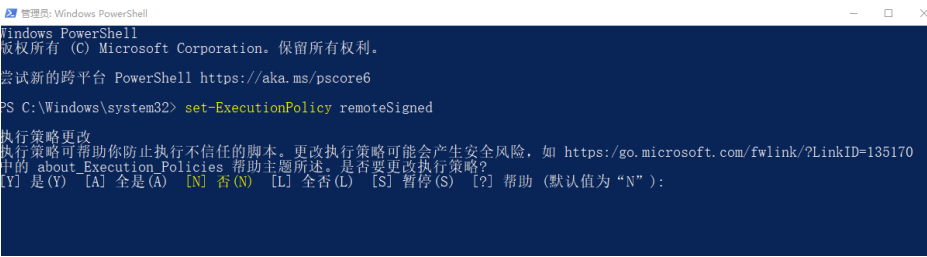 管理员: Windows PowerShell
Windows PowerShell
版权所有 (C) Microsoft Corporation。保留所有权利。
尝试新的跨平台 PowerShell https://aka.ms/pscore6
PS C:\Windows\system32> set-ExecutionPolicy remoteSigned
执行策略更改
执行策略可帮助你防止执行不信任的脚本。更改执行策略可能会产生安全风险，如 https:/go.microsoft.com/fwlink/?LinkID=135170
中的 about_Execution_Policies 帮助主题所述。是否要更改执行策略?
[Y] 是(Y)  [A] 全是(A)  [N] 否(N)  [L] 全否(L)  [S] 暂停(S)  [?] 帮助 (默认值为“N”):